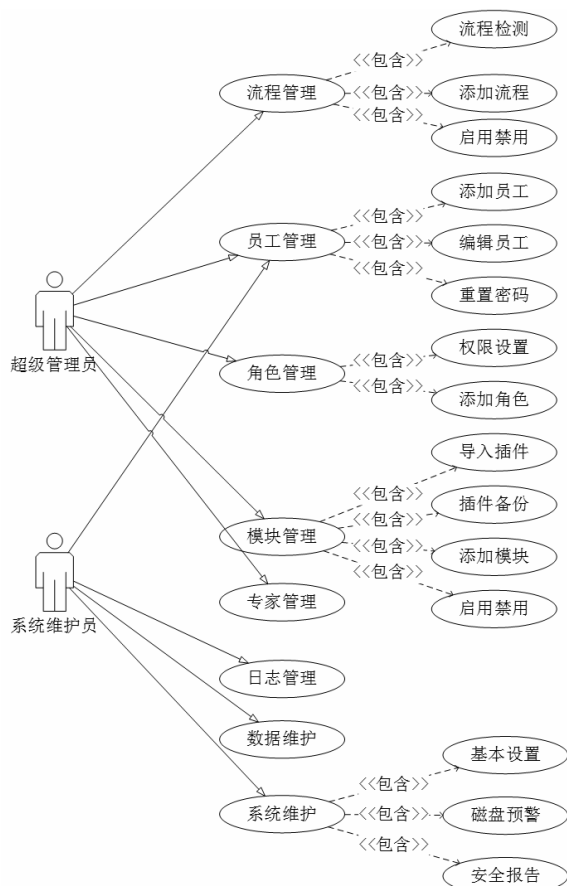 流程检测
<<包含>>
流程管理
<<包含>>
添加流程
<<包含>>
启用禁用
添加员工
<<包含>>
员工管理
<<包含>>
编辑员工
<<包含>>
重置密码
超级管理员
权限设置
<<包含>>
角色管理
<<包含>>
添加角色
导入插件
<<包含>>
插件备份
<<包含>>
模块管理
<<包含>>
添加模块
<<包含>>
启用禁用
专家管理
系统维护员
日志管理
数据维护
基本设置
<<包含>>
系统维护
<<包含>>
磁盘预警
<<包含>>
安全报告